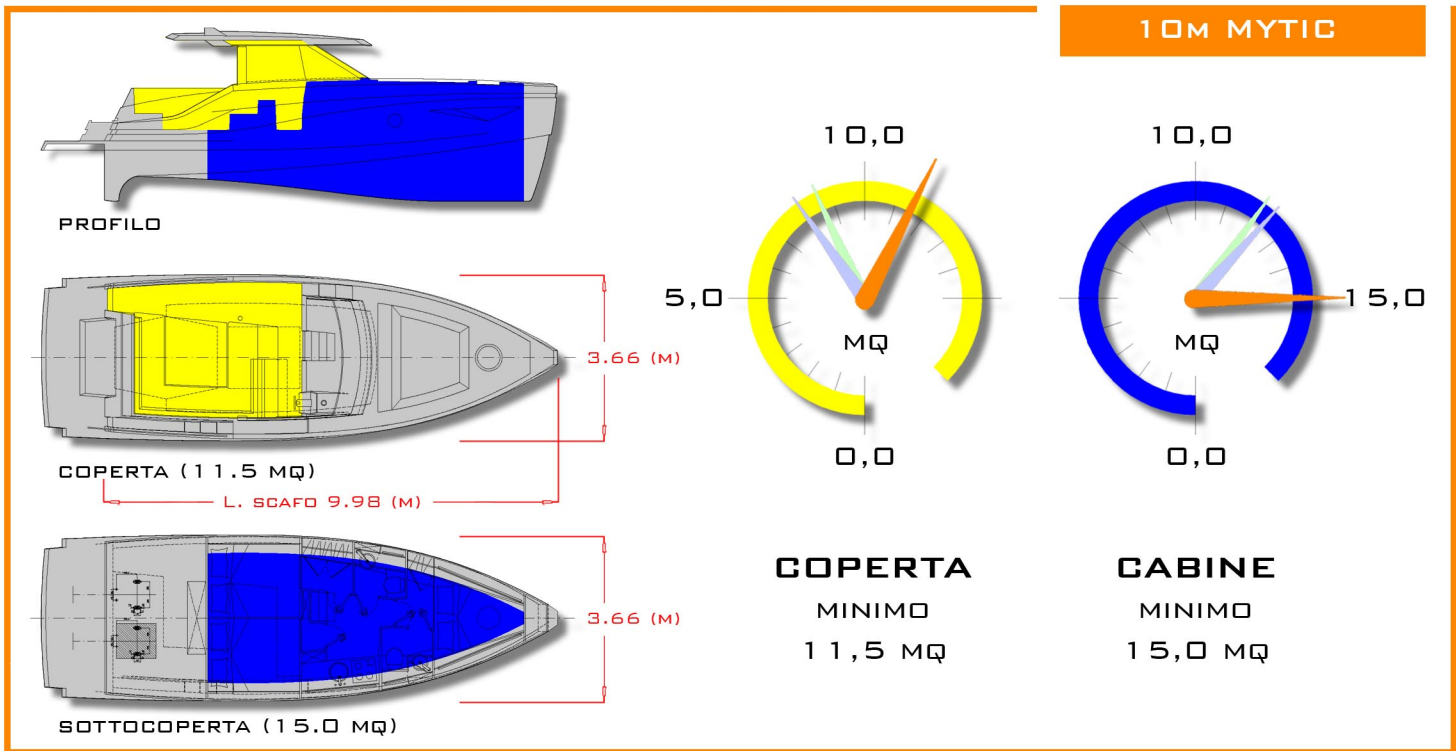 10M MYTIC
PROFILO
3.66 (M)
COPERTA (11.5 MQ)
L. SCAFO 9.98 (M)
3.66 (M)
SOTTOCOPERTA (15.0 MQ)
10,0
5,0
MQ
0,0
10,0
15,0
MQ
0,0
COPERTA
MINIMO
11,5 MQ
CABINE
MINIMO
15,0 MQ